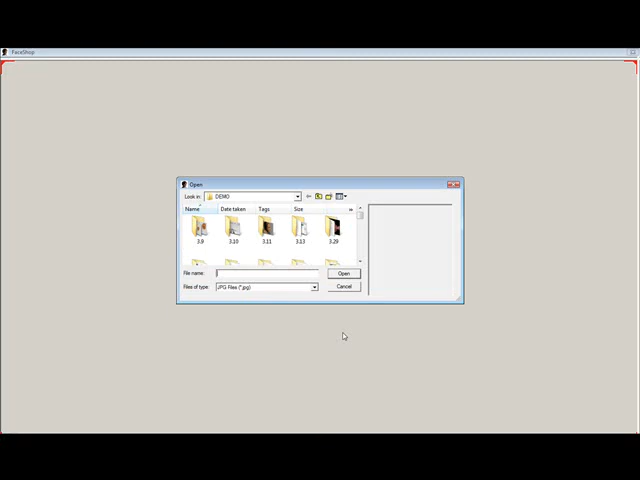 FaceShop
Open
Look in: DEMO
Name Date taken Tags Size »
3.9 3.10 3.11 3.13 3.29
File name: Open
Files of type: JPG Files (*.jpg) Cancel